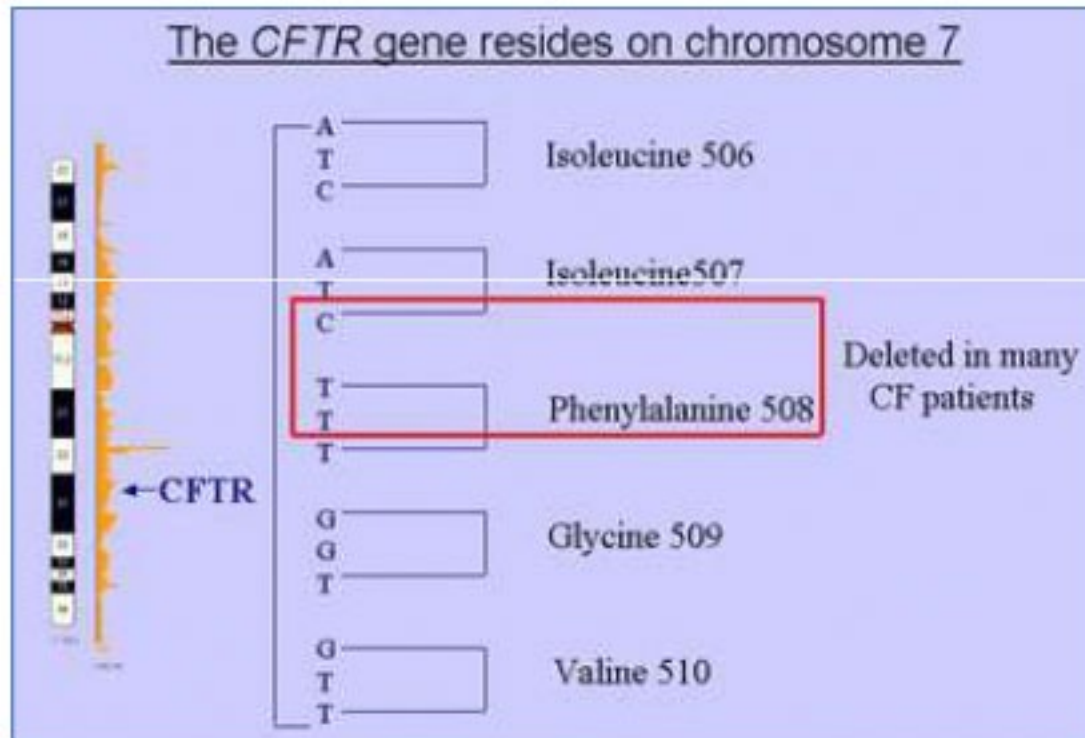 The CFTR gene resides on chromosome 7
A
T
C
Isoleucine 506
A
T
C
Isoleucine507
T
T
T
Phenylalanine 508
Deleted in many
CF patients
CFTR
G
G
T
Glycine 509
G
T
T
Valine 510